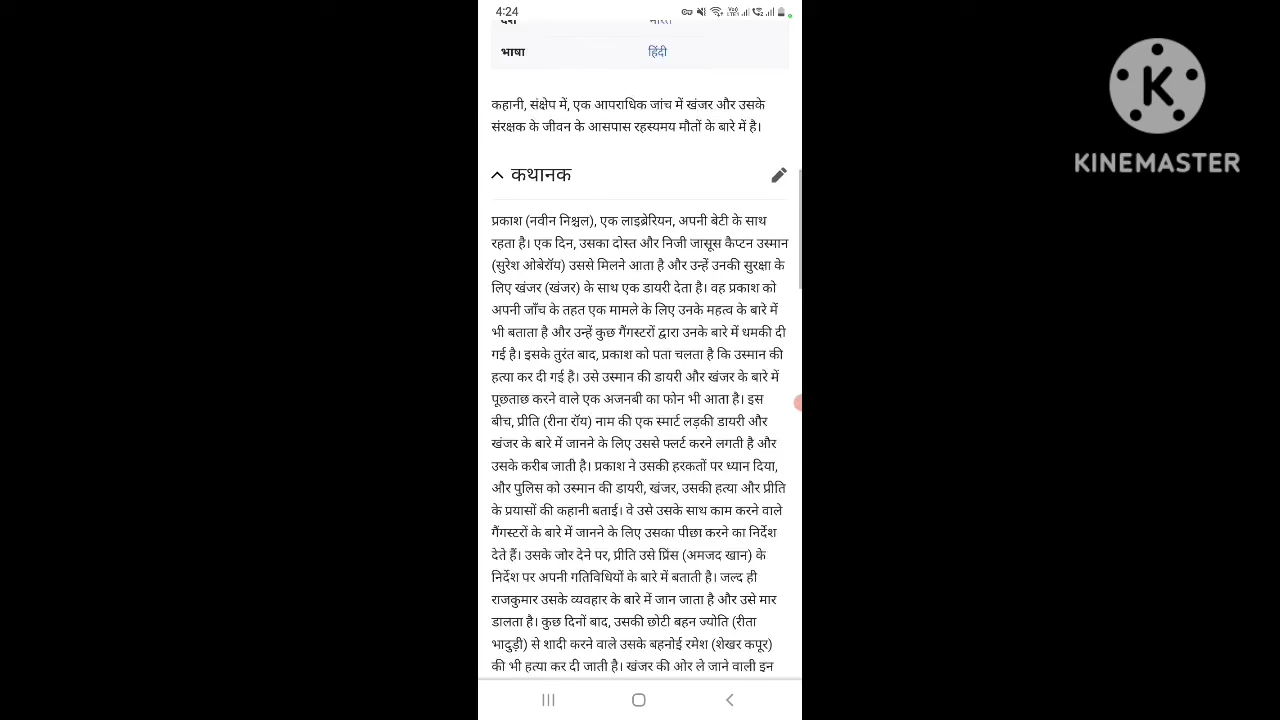 4:24
भाषा
हिंदी
कहानी, संक्षेप में, एक आपराधिक जांच में खंजर और उसके
संरक्षक के जीवन के आसपास रहस्यमय मौतों के बारे में है।
कथानक
प्रकाश (नवीन निश्चल), एक लाइब्रेरियन, अपनी बेटी के साथ
रहता है। एक दिन, उसका दोस्त और निजी जासूस कैप्टन उस्मान
(सुरेश ओबेरॉय) उससे मिलने आता है और उन्हें उनकी सुरक्षा के
लिए खंजर (खंजर) के साथ एक डायरी देता है। वह प्रकाश को
अपनी जाँच के तहत एक मामले के लिए उनके महत्व के बारे में
भी बताता है और उन्हें कुछ गैंगस्टरों द्वारा उनके बारे में धमकी दी
गई है। इसके तुरंत बाद, प्रकाश को पता चलता है कि उस्मान की
हत्या कर दी गई है। उसे उस्मान की डायरी और खंजर के बारे में
पूछताछ करने वाले एक अजनबी का फोन भी आता है। इस
बीच, प्रीति (रीना रॉय) नाम की एक स्मार्ट लड़की डायरी और
खंजर के बारे में जानने के लिए उससे फ्लर्ट करने लगती है और
उसके करीब जाती है। प्रकाश ने उसकी हरकतों पर ध्यान दिया,
और पुलिस को उस्मान की डायरी, खंजर, उसकी हत्या और प्रीति
के प्रयासों की कहानी बताई। वे उसे उसके साथ काम करने वाले
गैंगस्टरों के बारे में जानने के लिए उसका पीछा करने का निर्देश
देते हैं। उसके जोर देने पर, प्रीति उसे प्रिंस (अमजद खान) के
निर्देश पर अपनी गतिविधियों के बारे में बताती है। जल्द ही
राजकुमार उसके व्यवहार के बारे में जान जाता है और उसे मार
डालता है। कुछ दिनों बाद, उसकी छोटी बहन ज्योति (रीता
भादुड़ी) से शादी करने वाले उसके बहनोई रमेश (शेखर कपूर)
की भी हत्या कर दी जाती है। खंजर की ओर ले जाने वाली इन
K
KINEMASTER